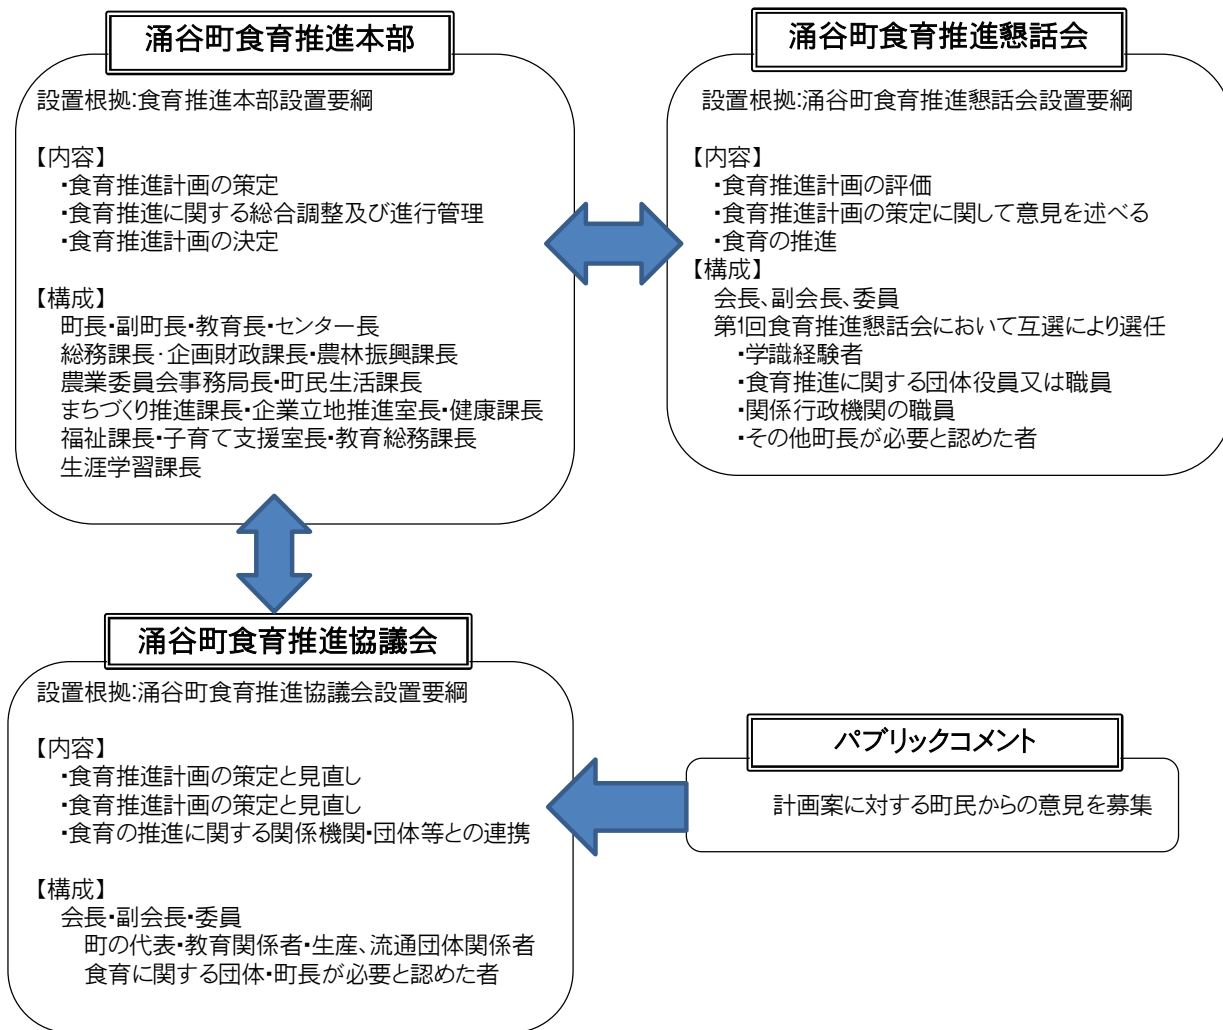 涌谷町食育推進本部
設置根拠:食育推進本部設置要綱
【内容】
・食育推進計画の策定
・食育推進に関する総合調整及び進行管理
・食育推進計画の決定
【構成】
町長・副町長・教育長・センター長
総務課長・企画財政課長・農林振興課長
農業委員会事務局長・町民生活課長
まちづくり推進課長・企業立地推進室長・健康課長
福祉課長・子育て支援室長・教育総務課長
生涯学習課長
涌谷町食育推進懇話会
設置根拠:涌谷町食育推進懇話会設置要綱
【内容】
・食育推進計画の評価
・食育推進計画の策定に関して意見を述べる
・食育の推進
【構成】
会長、副会長、委員
第1回食育推進懇話会において互選により選任
・学識経験者
・食育推進に関する団体役員又は職員
・関係行政機関の職員
・その他町長が必要と認めた者
涌谷町食育推進協議会
設置根拠:涌谷町食育推進協議会設置要綱
【内容】
・食育推進計画の策定と見直し
・食育推進計画の策定と見直し
・食育の推進に関する関係機関・団体等との連携
【構成】
会長・副会長・委員
町の代表・教育関係者・生産、流通団体関係者
食育に関する団体・町長が必要と認めた者
パブリックコメント
計画案に対する町民からの意見を募集